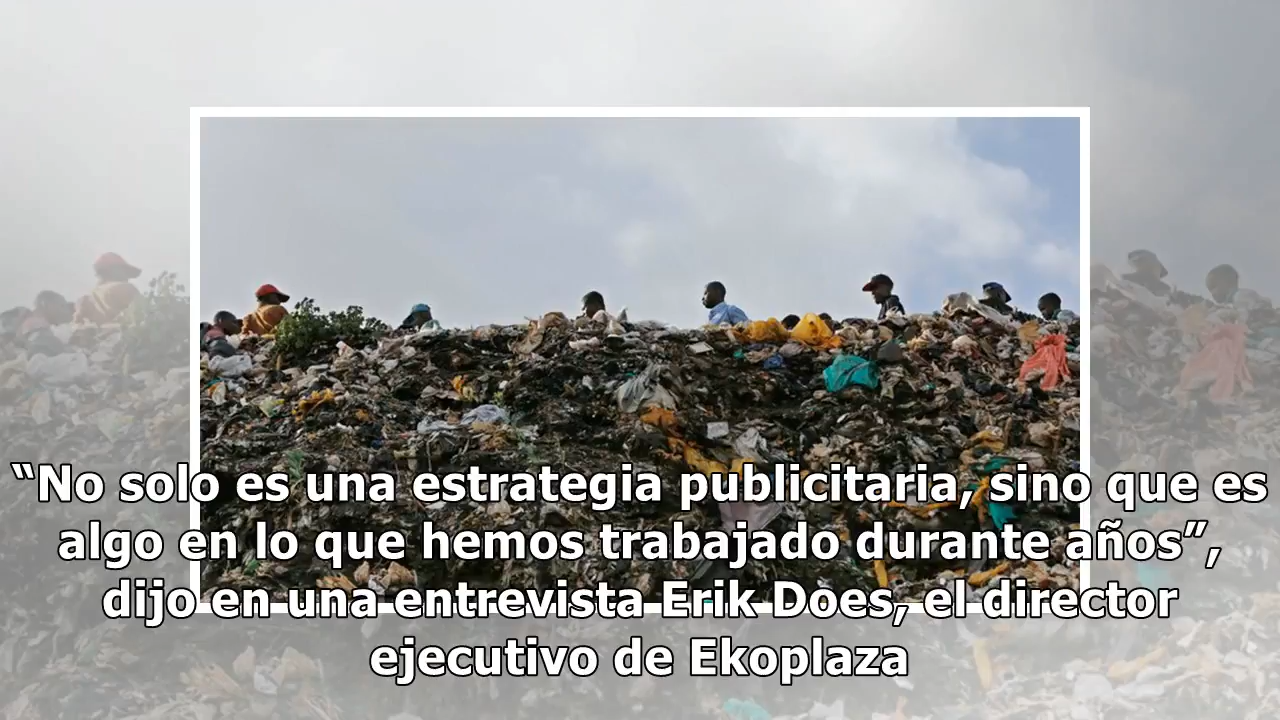 “No solo es una estrategia publicitaria, sino que es
algo en lo que hemos trabajado durante años”,
dijo en una entrevista Erik Does, el director
ejecutivo de Ekoplaza